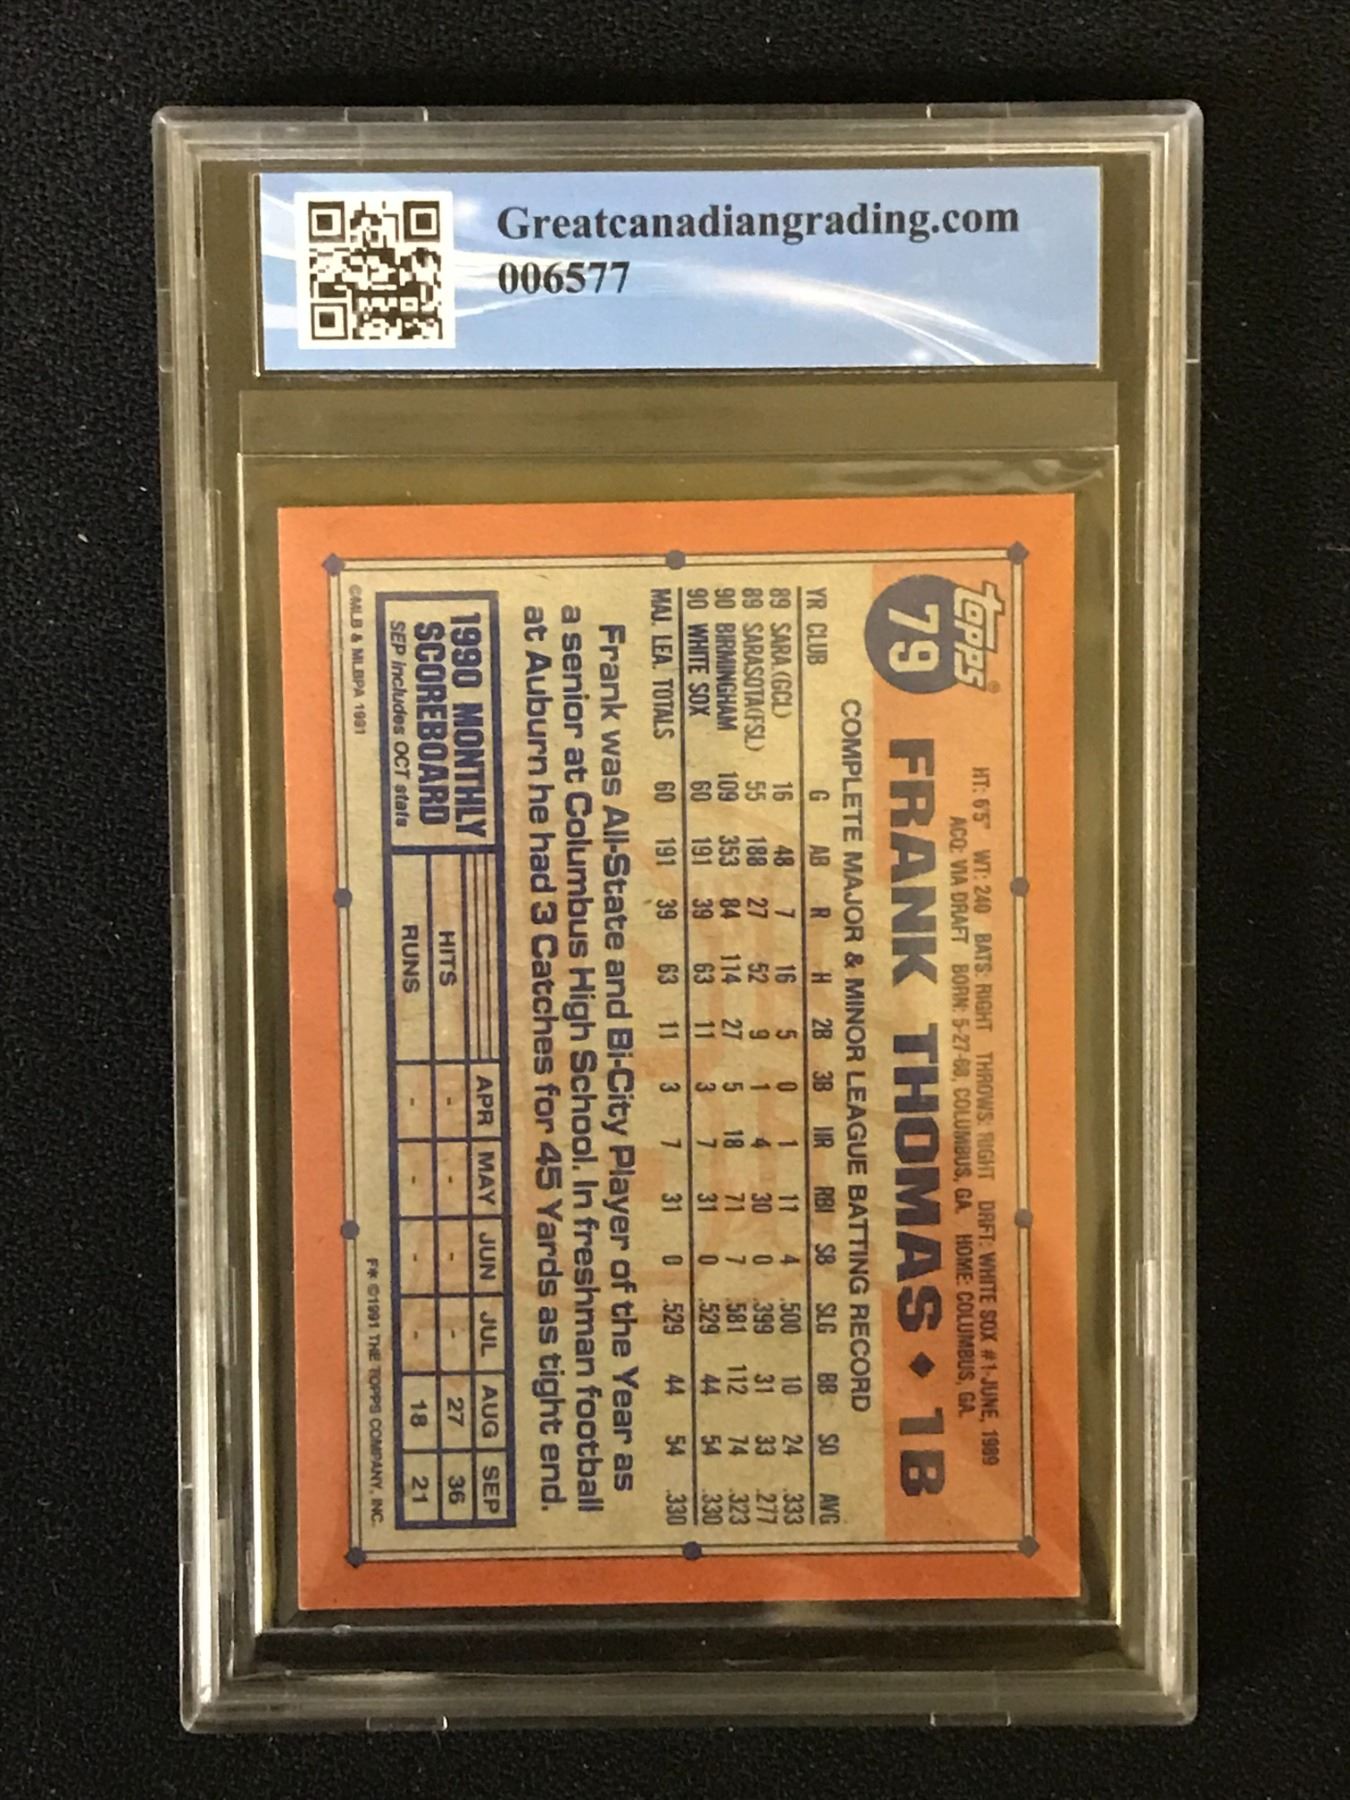 Greatcanadiangrading.com
006577
topps®
79
HT: 6'5" WT: 240 BATS: RIGHT THROWS: RIGHT DRFT: WHITE SOX #1-JUNE, 1989
ACQ: VIA DRAFT BORN: 5-27-68, COLUMBUS, GA. HOME: COLUMBUS, GA.
FRANK THOMAS ♦ 1B
COMPLETE MAJOR & MINOR LEAGUE BATTING RECORD
YR CLUB G AB R H 2B 3B HR RBI SB SLG BB SO AVG
89 SARA (GCL) 16 48 7 16 5 0 1 11 4 .500 10 24 .333
89 SARASOTA(FSL) 55 188 27 52 9 1 4 30 0 .399 31 33 .277
90 BIRMINGHAM 109 353 84 114 27 5 18 71 7 .581 112 74 .323
90 WHITE SOX 60 191 39 63 11 3 7 31 0 .529 44 54 .330
MAJ. LEA. TOTALS 60 191 39 63 11 3 7 31 0 .529 44 54 .330
Frank was All-State and Bi-City Player of the Year as
a senior at Columbus High School. In freshman football
at Auburn he had 3 Catches for 45 Yards as tight end.
1990 MONTHLY
SCOREBOARD
SEP includes OCT stats
APR MAY JUN JUL AUG SEP
HITS - - - - 27 36
RUNS - - - - 18 21
©MLB & MLBPA 1991
F* ©1991 THE TOPPS COMPANY, INC.